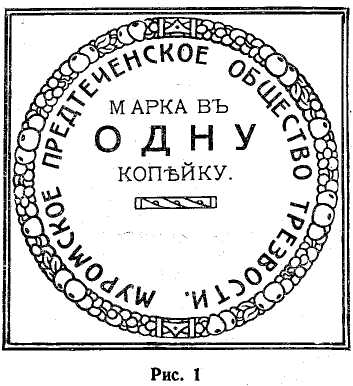 МУРОМСКОЕ ПРЕДТЕЧЕНСКОЕ ОБЩЕСТВО ТРЕЗВОСТИ.
МАРКА ВЪ
ОДНУ
КОПѢЙКУ.
Рис. 1